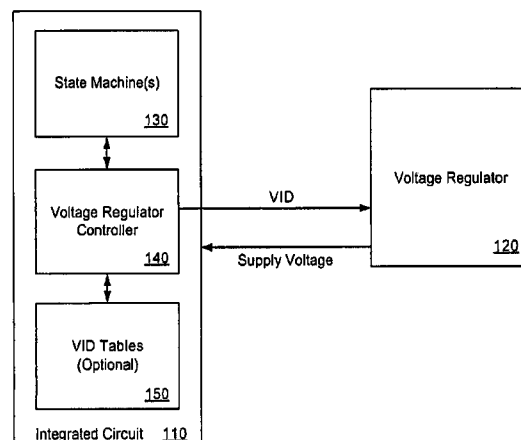 State Machine(s)
130
Voltage Regulator
Controller
140
VID Tables
(Optional)
150
Integrated Circuit 110
VID
Supply Voltage
Voltage Regulator
120